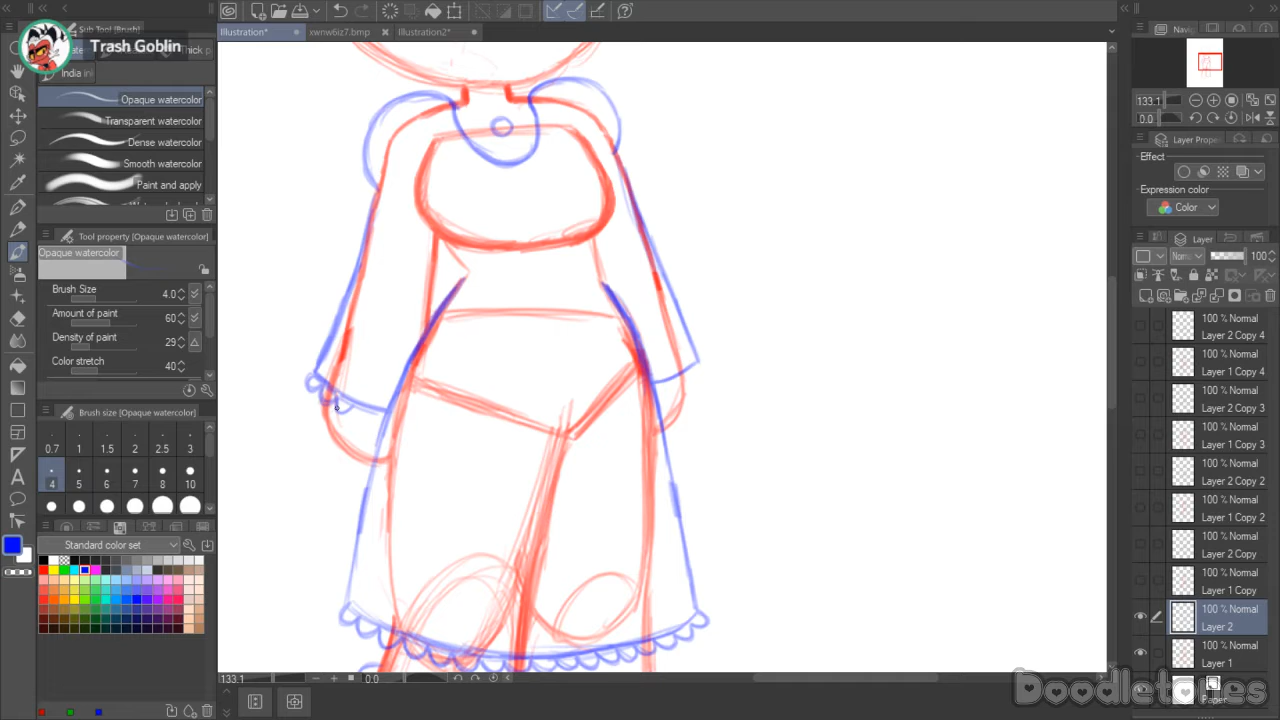 Sub Tool [Brush]
Trash Goblin
Thick p
India in
Opaque watercolor
Transparent watercolor
Dense watercolor
Smooth watercolor
Paint and apply
Tool property [Opaque watercolor]
Opaque watercolor
Brush Size 4.0
Amount of paint 60
Density of paint 29
Color stretch 40
Brush size [Opaque watercolor]
0.7 1 1.5 2 2.5 3
4 5 6 7 8 10
Standard color set
Illustration* xwnw6iz7.bmp Illustration2*
133.1 0.0
Navig
133.1
0.0
Layer Prope
Effect
Expression color
Color
Layer
Norma 100
100 % Normal
Layer 2 Copy 4
100 % Normal
Layer 1 Copy 4
100 % Normal
Layer 2 Copy 3
100 % Normal
Layer 1 Copy 3
100 % Normal
Layer 2 Copy 2
100 % Normal
Layer 1 Copy 2
100 % Normal
Layer 2 Copy
100 % Normal
Layer 1 Copy
100 % Normal
Layer 2
100 % Normal
Layer 1
Paper
Doodletones